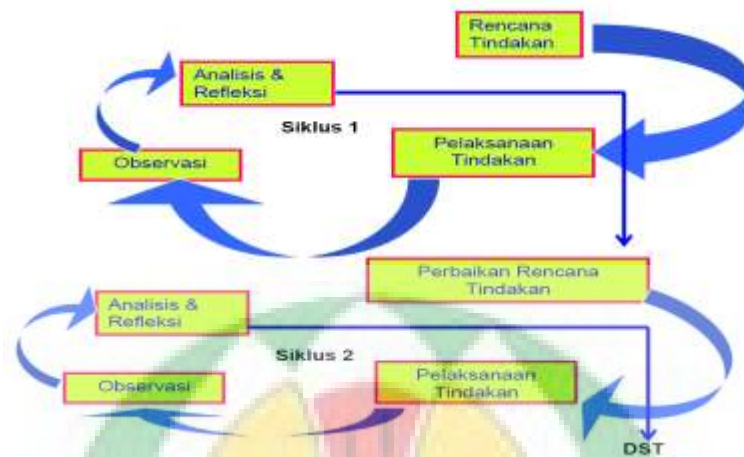 Rencana
Tindakan
Analisis &
Refleksi
Siklus 1
Pelaksanaan
Tindakan
Observasi
Perbaikan Rencana
Tindakan
Analisis &
Refleksi
Siklus 2
Pelaksanaan
Tindakan
Observasi
DST